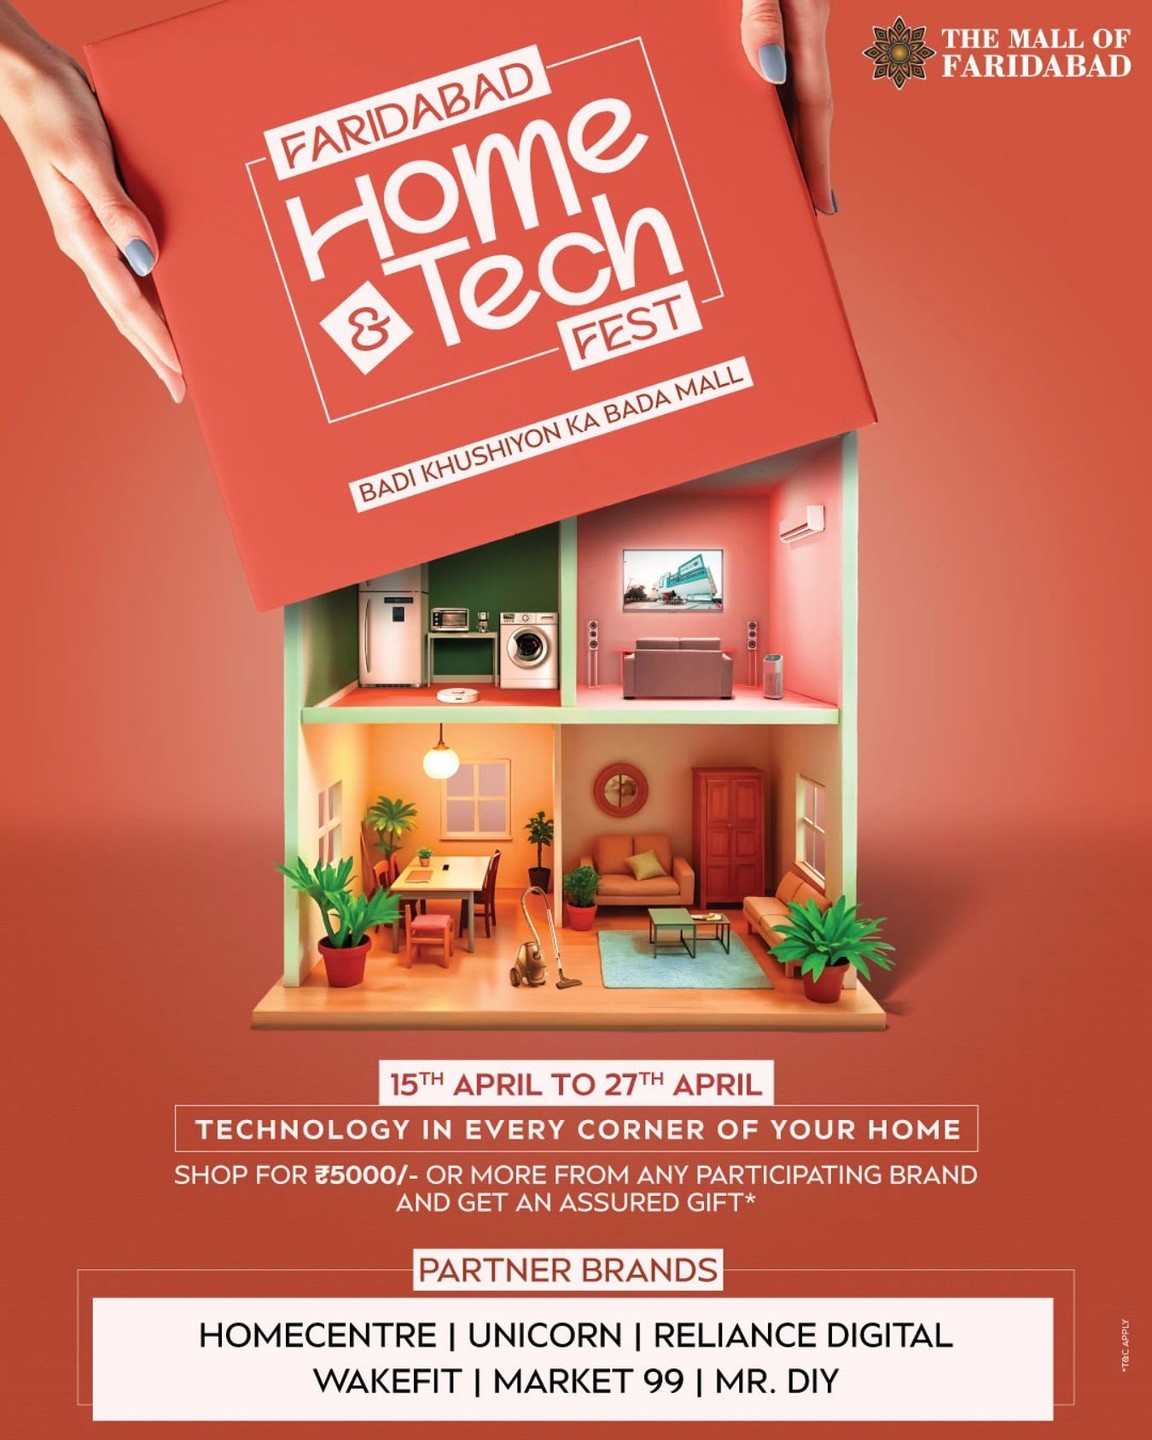 THE MALL OF
FARIDABAD
FARIDABAD
Home
& Tech
FEST
BADI KHUSHIYON KA BADA MALL
15TH APRIL TO 27TH APRIL
TECHNOLOGY IN EVERY CORNER OF YOUR HOME
SHOP FOR ₹5000/- OR MORE FROM ANY PARTICIPATING BRAND
AND GET AN ASSURED GIFT*
PARTNER BRANDS
HOMECENTRE | UNICORN | RELIANCE DIGITAL
WAKEFIT | MARKET 99 | MR. DIY
*T&C APPLY